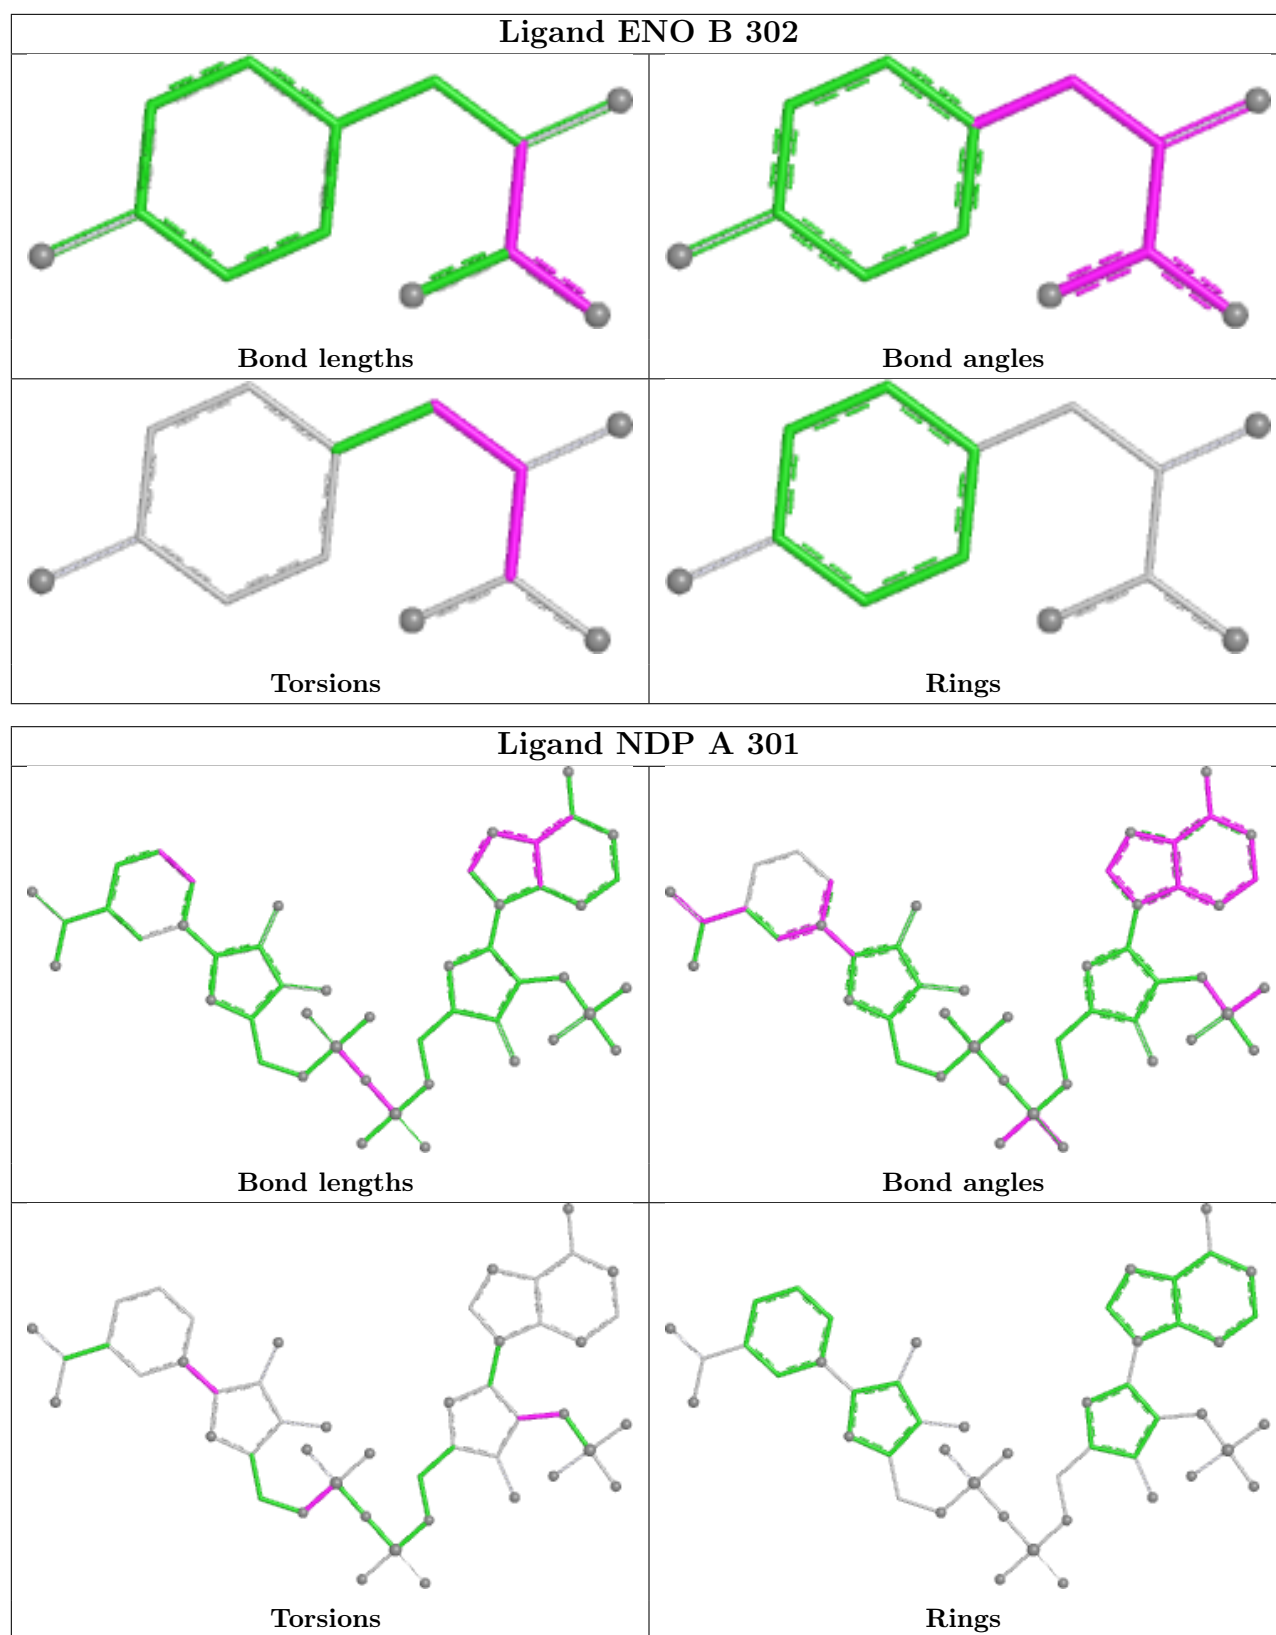 Ligand ENO B 302
Bond lengths
Bond angles
Torsions
Rings
Ligand NDP A 301
Bond lengths
Bond angles
Torsions
Rings